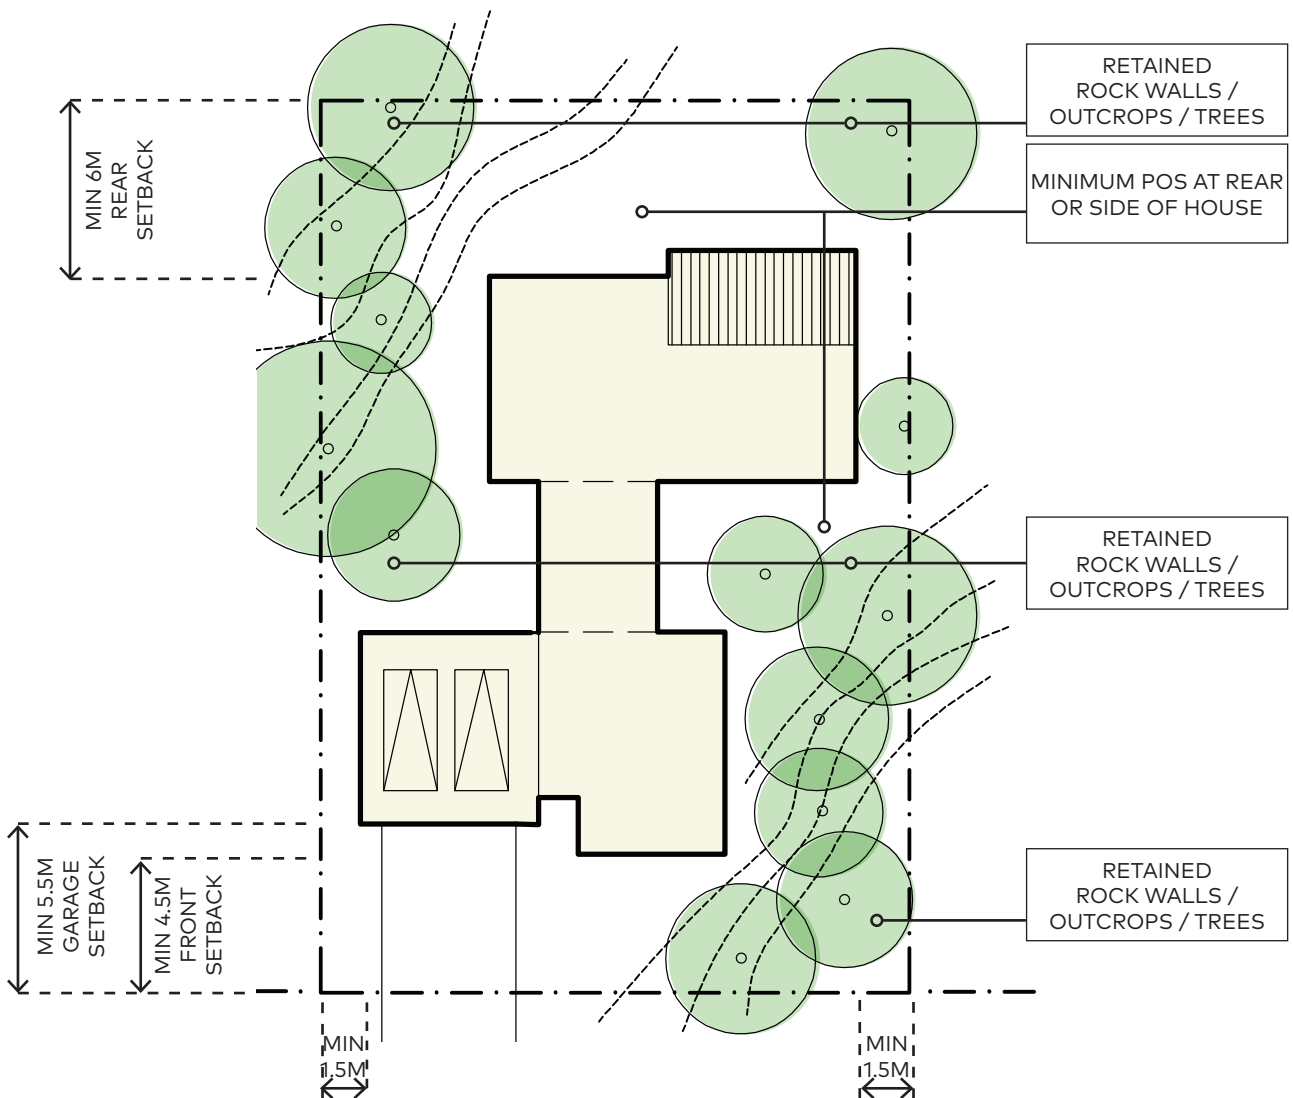 RETAINED
ROCK WALLS /
OUTCROPS / TREES
MINIMUM POS AT REAR
OR SIDE OF HOUSE
MIN 6M
REAR
SETBACK
RETAINED
ROCK WALLS /
OUTCROPS / TREES
RETAINED
ROCK WALLS /
OUTCROPS / TREES
MIN 5.5M
GARAGE
SETBACK
MIN 4.5M
FRONT
SETBACK
MIN
1.5M
MIN
1.5M